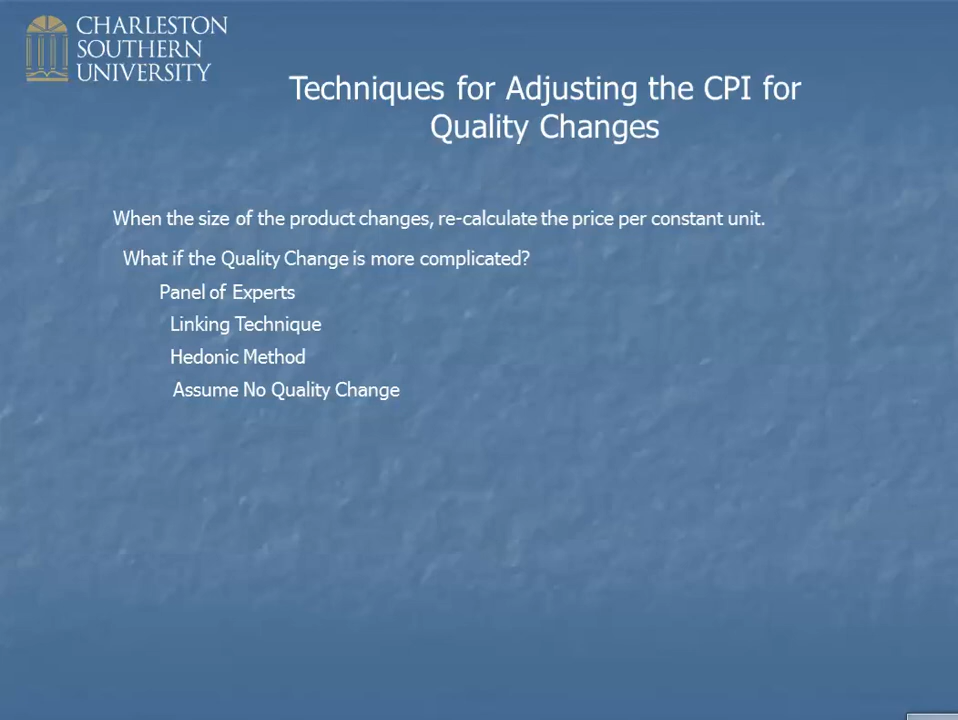 CHARLESTON
SOUTHERN
UNIVERSITY
Techniques for Adjusting the CPI for
Quality Changes
When the size of the product changes, re-calculate the price per constant unit.
What if the Quality Change is more complicated?
Panel of Experts
Linking Technique
Hedonic Method
Assume No Quality Change